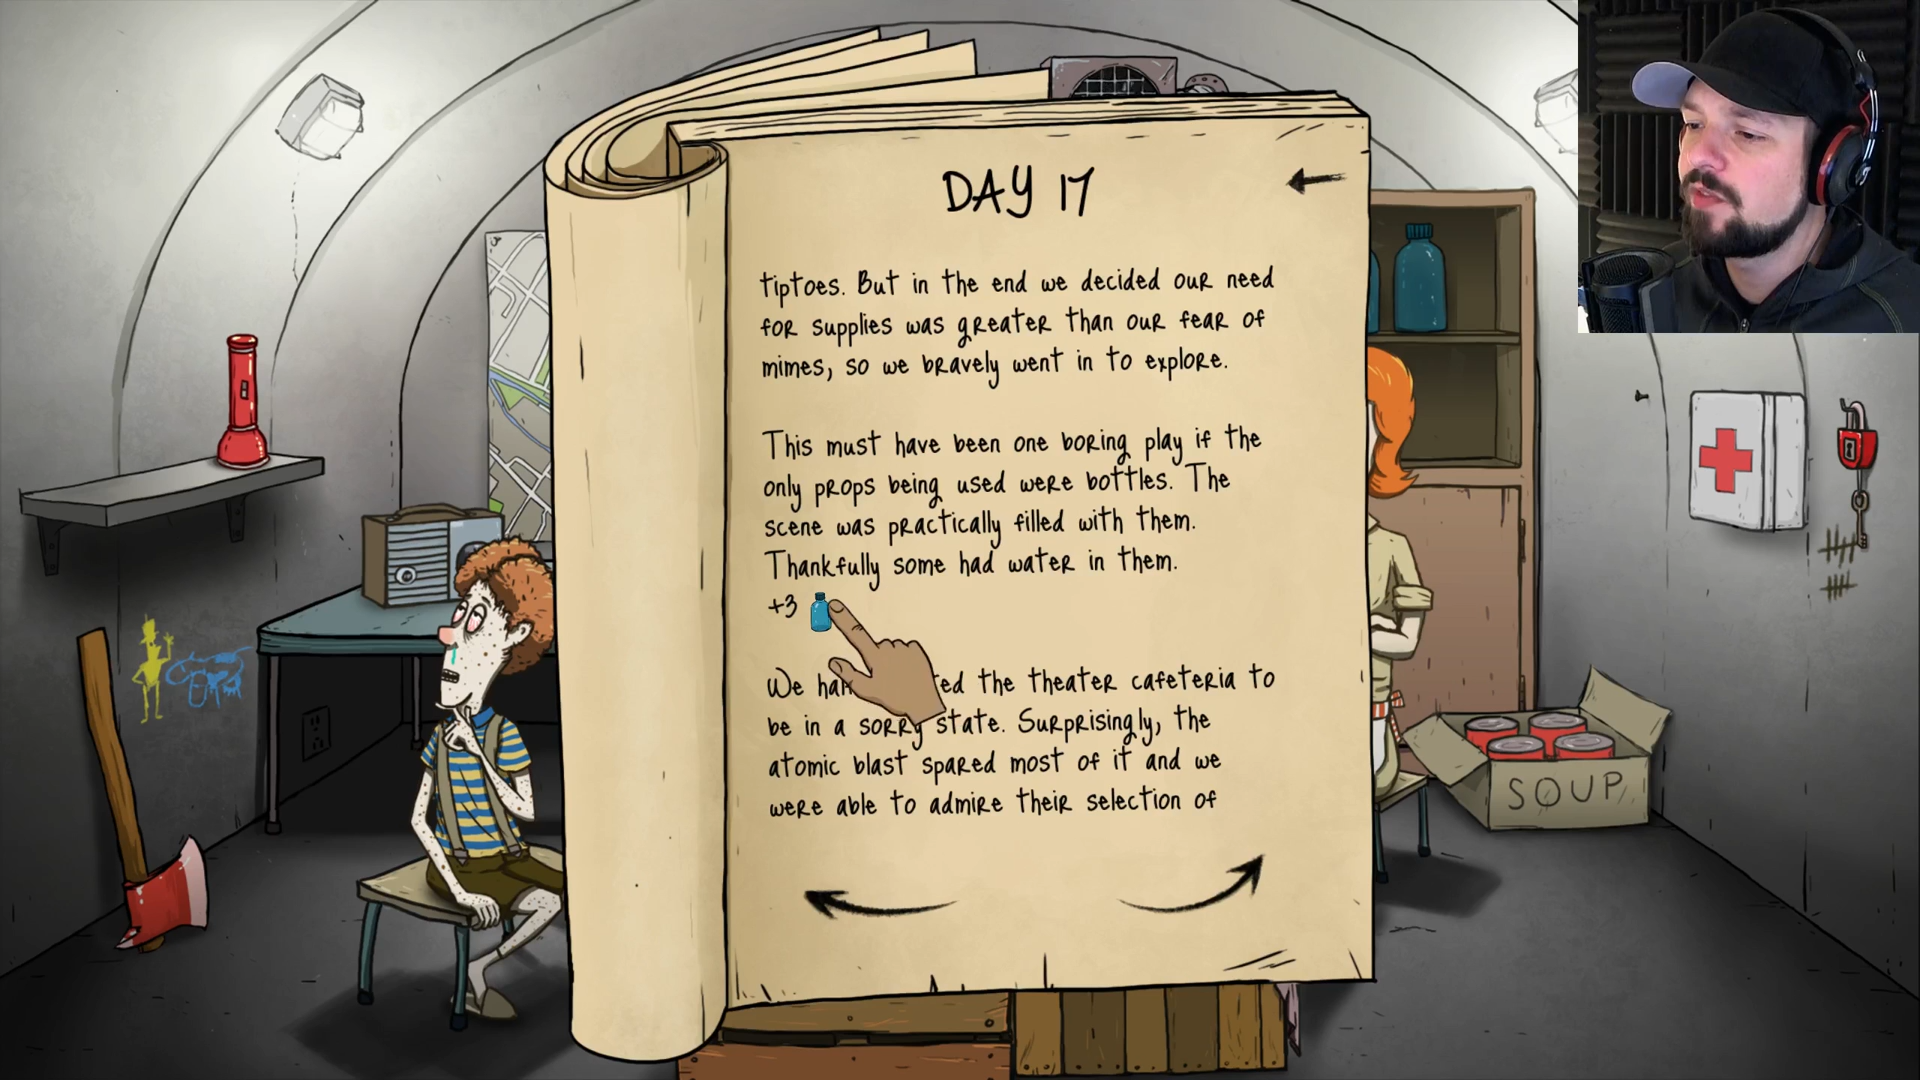 DAY 17
tiptoes. But in the end we decided our need
for supplies was greater than our fear of
mimes, so we bravely went in to explore.
This must have been one boring play if the
only props being used were bottles. The
scene was practically filled with them.
Thankfully some had water in them.
+3
We ed the theater cafeteria to
be in a sorry state. Surprisingly, the
atomic blast spared most of it and we
were able to admire their selection of
SOUP